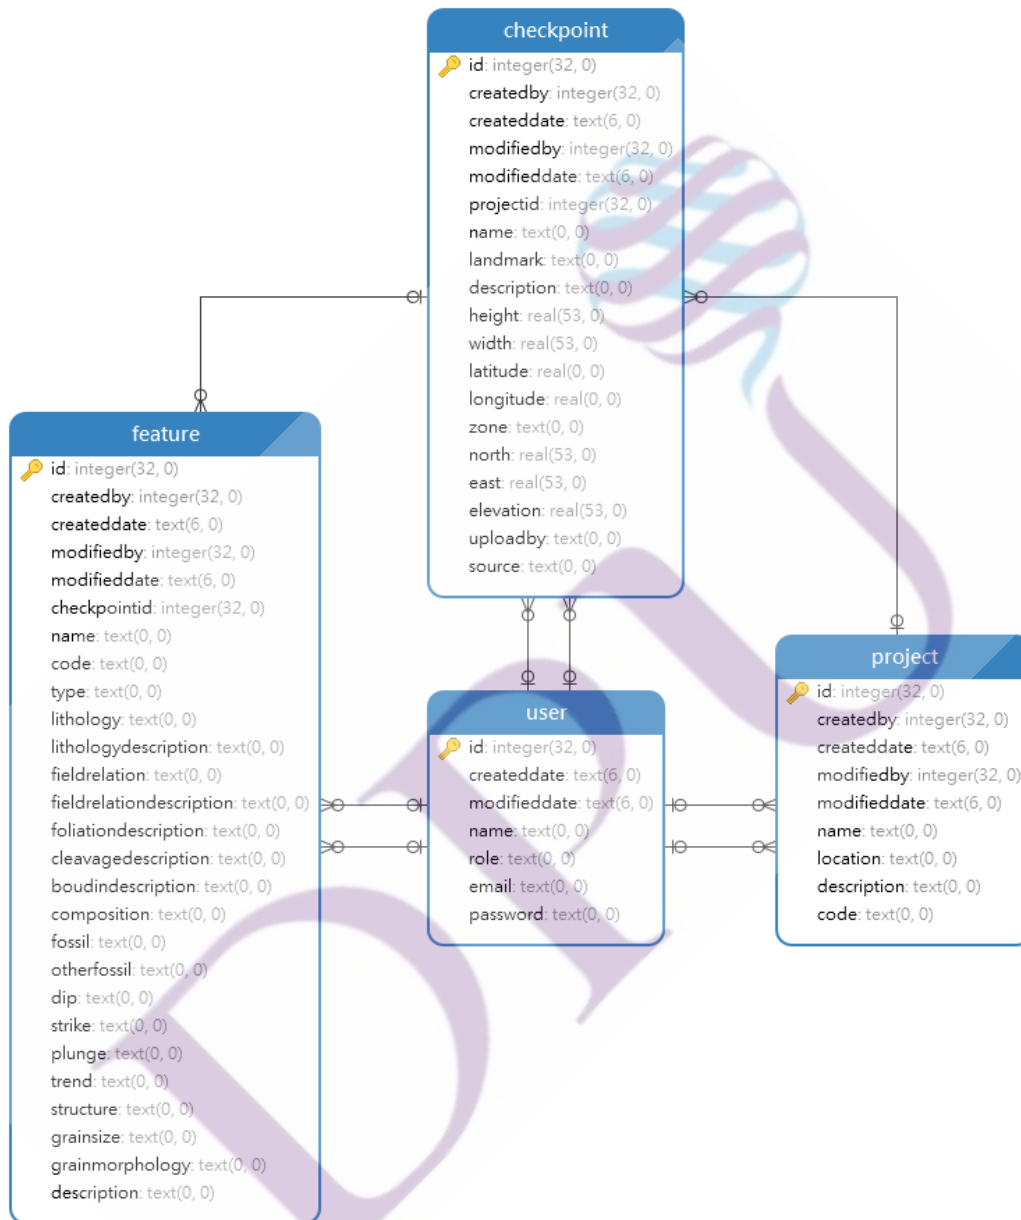 checkpoint
id: integer(32, 0)
createdby: integer(32, 0)
createddate: text(6, 0)
modifiedby: integer(32, 0)
modifieddate: text(6, 0)
projectid: integer(32, 0)
name: text(0, 0)
landmark: text(0, 0)
description: text(0, 0)
height: real(53, 0)
width: real(53, 0)
latitude: real(0, 0)
longitude: real(0, 0)
zone: text(0, 0)
north: real(53, 0)
east: real(53, 0)
elevation: real(53, 0)
uploadby: text(0, 0)
source: text(0, 0)
feature
id: integer(32, 0)
createdby: integer(32, 0)
createddate: text(6, 0)
modifiedby: integer(32, 0)
modifieddate: text(6, 0)
checkpointid: integer(32, 0)
name: text(0, 0)
code: text(0, 0)
type: text(0, 0)
lithology: text(0, 0)
lithologydescription: text(0, 0)
fieldrelation: text(0, 0)
fieldrelationdescription: text(0, 0)
foliationdescription: text(0, 0)
cleavagedescription: text(0, 0)
boudindescription: text(0, 0)
composition: text(0, 0)
fossil: text(0, 0)
otherfossil: text(0, 0)
dip: text(0, 0)
strike: text(0, 0)
plunge: text(0, 0)
trend: text(0, 0)
structure: text(0, 0)
grainsize: text(0, 0)
grainmorphology: text(0, 0)
description: text(0, 0)
user
id: integer(32, 0)
createddate: text(6, 0)
modifieddate: text(6, 0)
name: text(0, 0)
role: text(0, 0)
email: text(0, 0)
password: text(0, 0)
project
id: integer(32, 0)
createdby: integer(32, 0)
createddate: text(6, 0)
modifiedby: integer(32, 0)
modifieddate: text(6, 0)
name: text(0, 0)
location: text(0, 0)
description: text(0, 0)
code: text(0, 0)
DPU